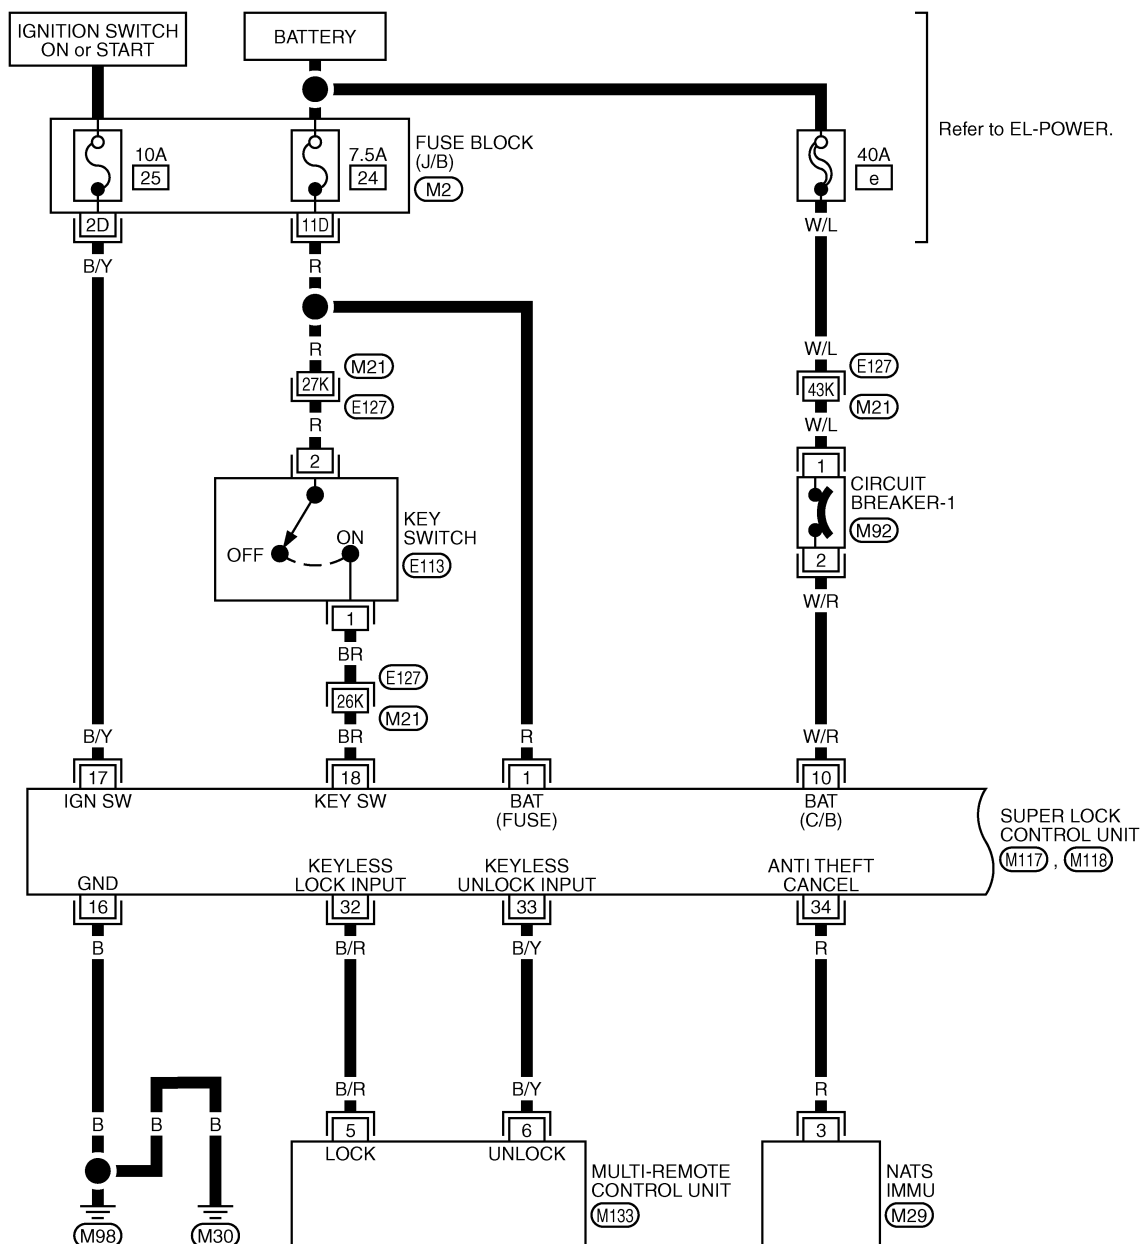 IGNITION SWITCH
ON or START
BATTERY
Refer to EL-POWER.
10A
25
7.5A
24
FUSE BLOCK
(J/B)
M2
40A
e
2D
11D
W/L
B/Y
R
R
W/L
M21
E127
27K
43K
E127
M21
R
W/L
2
1
CIRCUIT
BREAKER-1
M92
KEY
SWITCH
E113
OFF
ON
2
1
W/R
BR
E127
26K
M21
B/Y
BR
R
W/R
17
18
1
10
IGN SW
KEY SW
BAT
(FUSE)
BAT
(C/B)
SUPER LOCK
CONTROL UNIT
M117 , M118
GND
KEYLESS
LOCK INPUT
KEYLESS
UNLOCK INPUT
ANTI THEFT
CANCEL
16
32
33
34
B
B/R
B/Y
R
B/R
B/Y
R
B
B
B
5
6
3
LOCK
UNLOCK
MULTI-REMOTE
CONTROL UNIT
M133
NATS
IMMU
M29
M98
M30